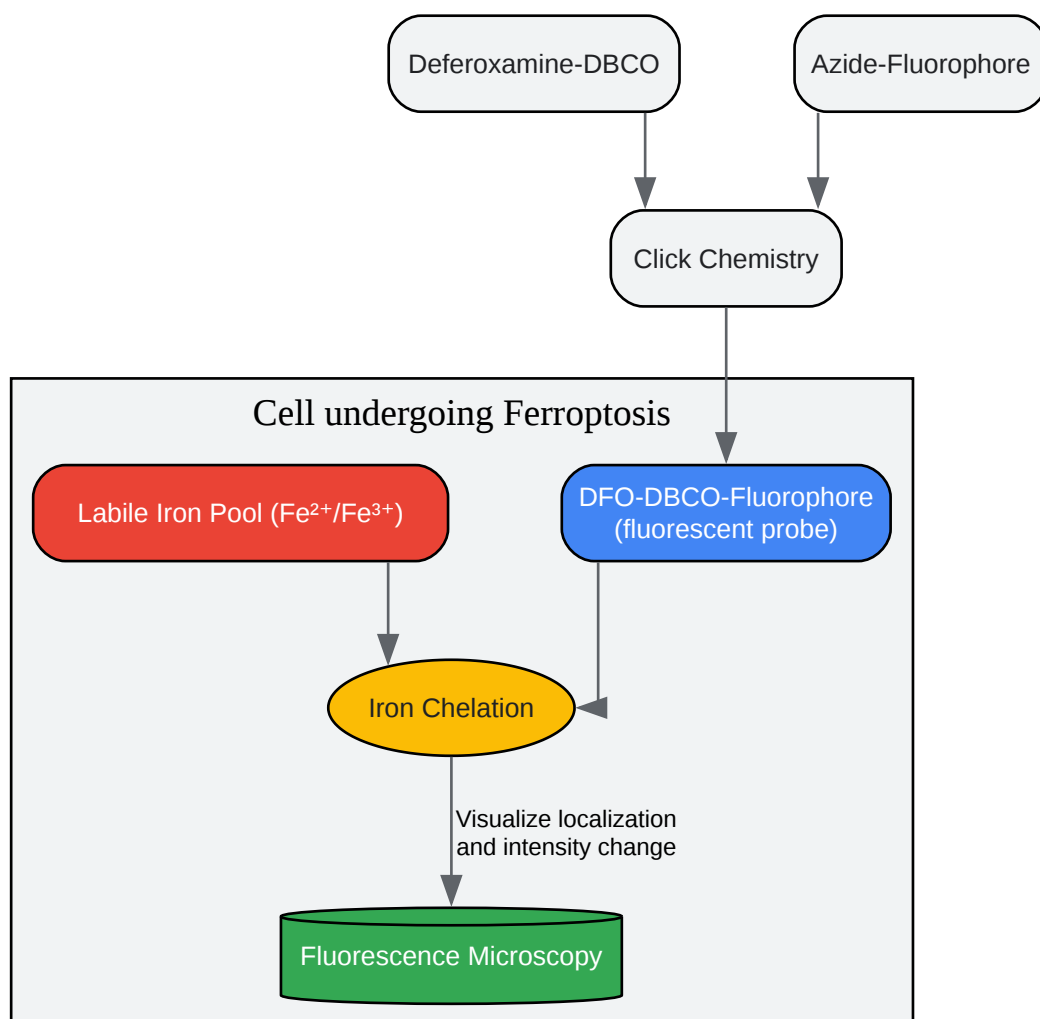 Deferoxamine-DBCO
Azide-Fluorophore
Click Chemistry
Cell undergoing Ferroptosis
Labile Iron Pool (Fe²⁺/Fe³⁺)
DFO-DBCO-Fluorophore
(fluorescent probe)
Iron Chelation
Visualize localization
and intensity change
Fluorescence Microscopy